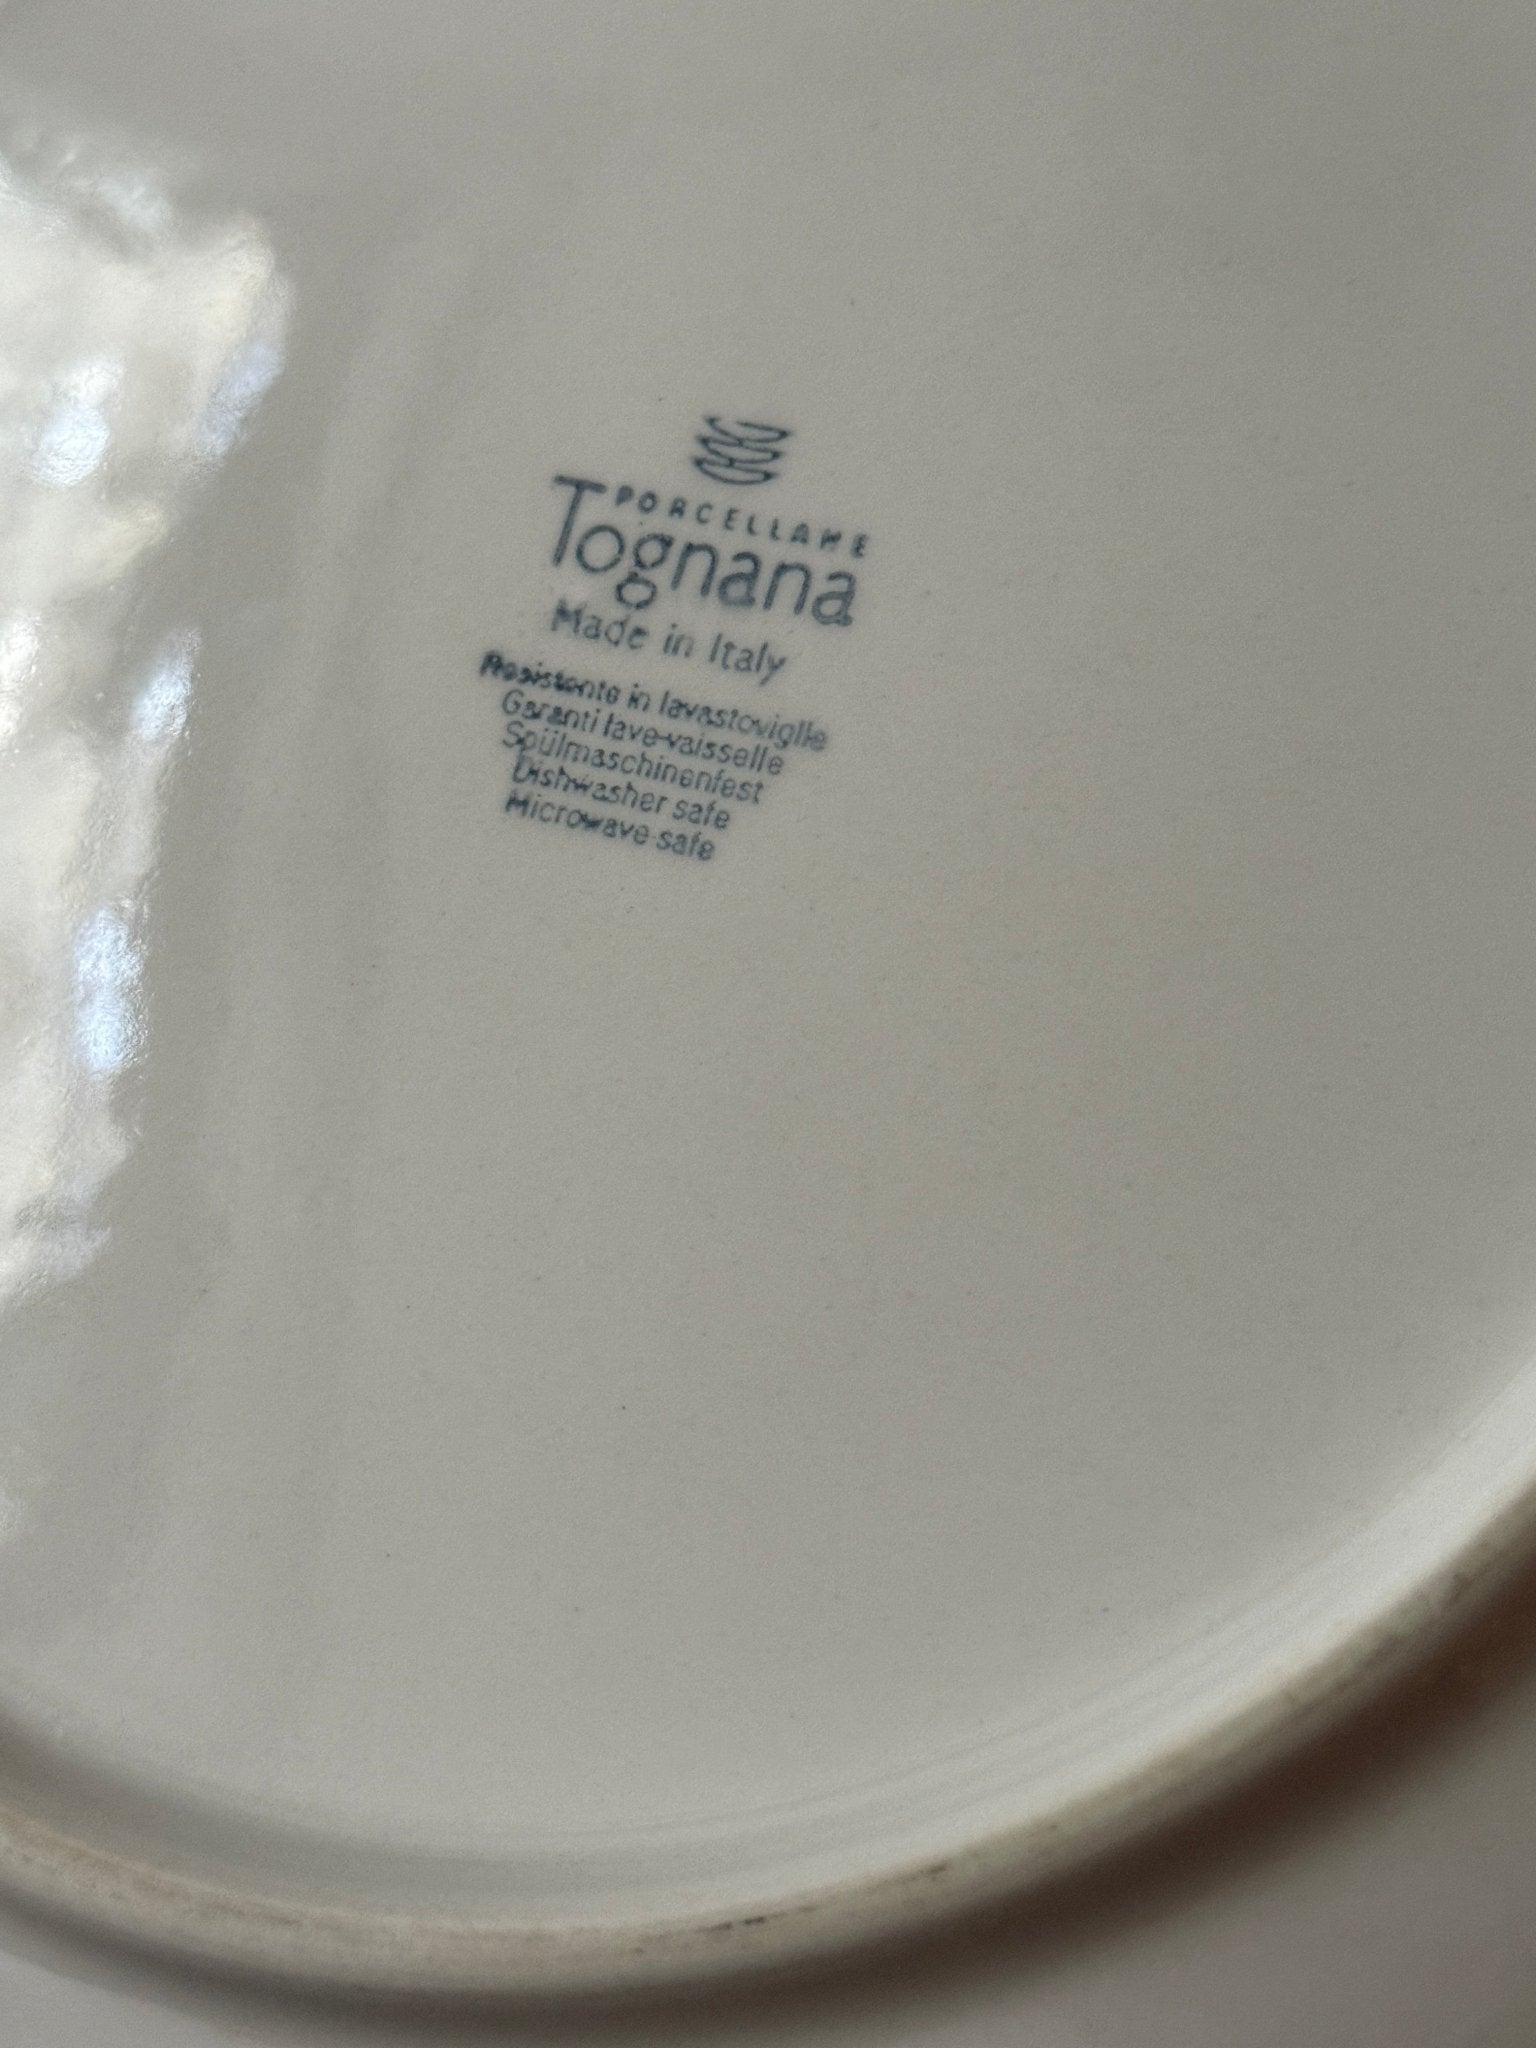 PORCELLANE
Tognana
Made in Italy
Resistente in lavastoviglie
Garanti lave-vaisselle
Spülmaschinenfest
Dishwasher safe
Microwave safe